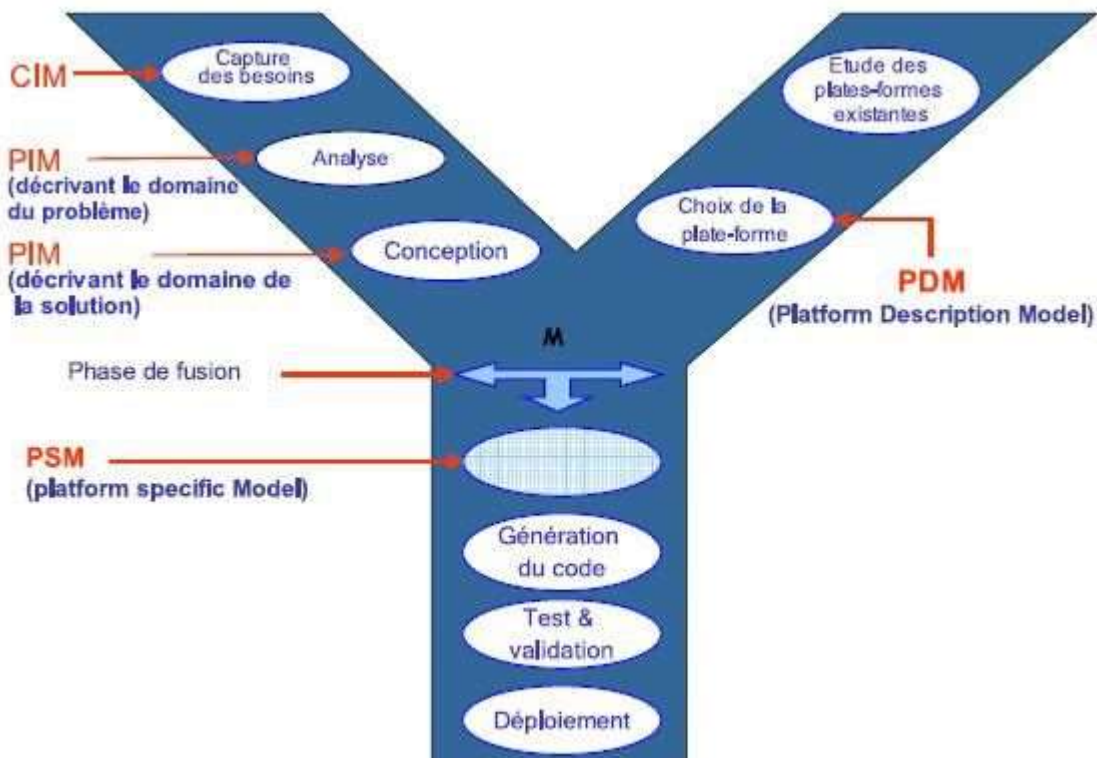 Capture
des besoins
CIM
Analyse
PIM
(décrivant le domaine
du problème)
Conception
PIM
(décrivant le domaine de
la solution)
Etude des
plates-formes
existantes
Choix de la
plate-forme
PDM
(Platform Description Model)
M
Phase de fusion
PSM
(platform specific Model)
Génération
du code
Test &
validation
Déploiement